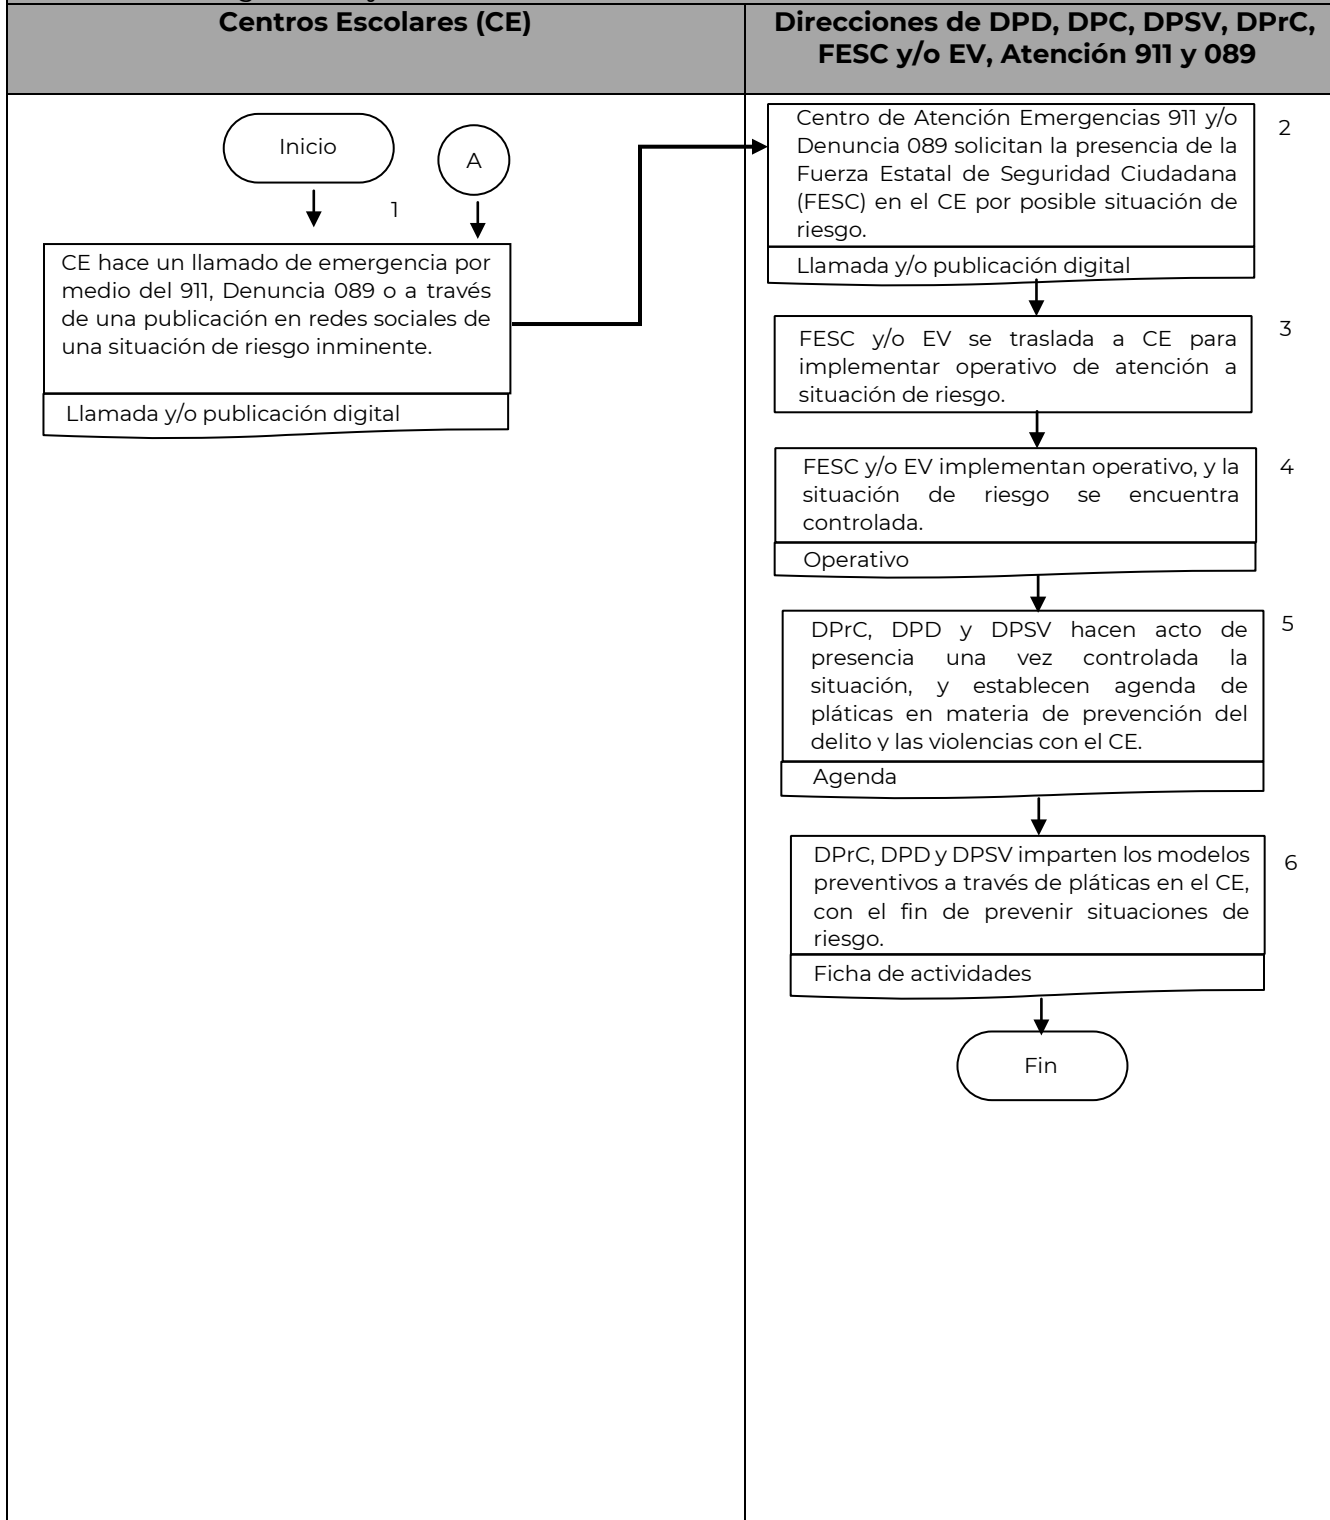 Centros Escolares (CE)
Direcciones de DPD, DPC, DPSV, DPrC,
FESC y/o EV, Atención 911 y 089
Inicio
A
1
CE hace un llamado de emergencia por
medio del 911, Denuncia 089 o a través
de una publicación en redes sociales de
una situación de riesgo inminente.
Llamada y/o publicación digital
Centro de Atención Emergencias 911 y/o
Denuncia 089 solicitan la presencia de la
Fuerza Estatal de Seguridad Ciudadana
(FESC) en el CE por posible situación de
riesgo.
2
Llamada y/o publicación digital
FESC y/o EV se traslada a CE para
implementar operativo de atención a
situación de riesgo.
3
FESC y/o EV implementan operativo, y la
situación de riesgo se encuentra
controlada.
4
Operativo
DPrC, DPD y DPSV hacen acto de
presencia una vez controlada la
situación, y establecen agenda de
pláticas en materia de prevención del
delito y las violencias con el CE.
5
Agenda
DPrC, DPD y DPSV imparten los modelos
preventivos a través de pláticas en el CE,
con el fin de prevenir situaciones de
riesgo.
6
Ficha de actividades
Fin